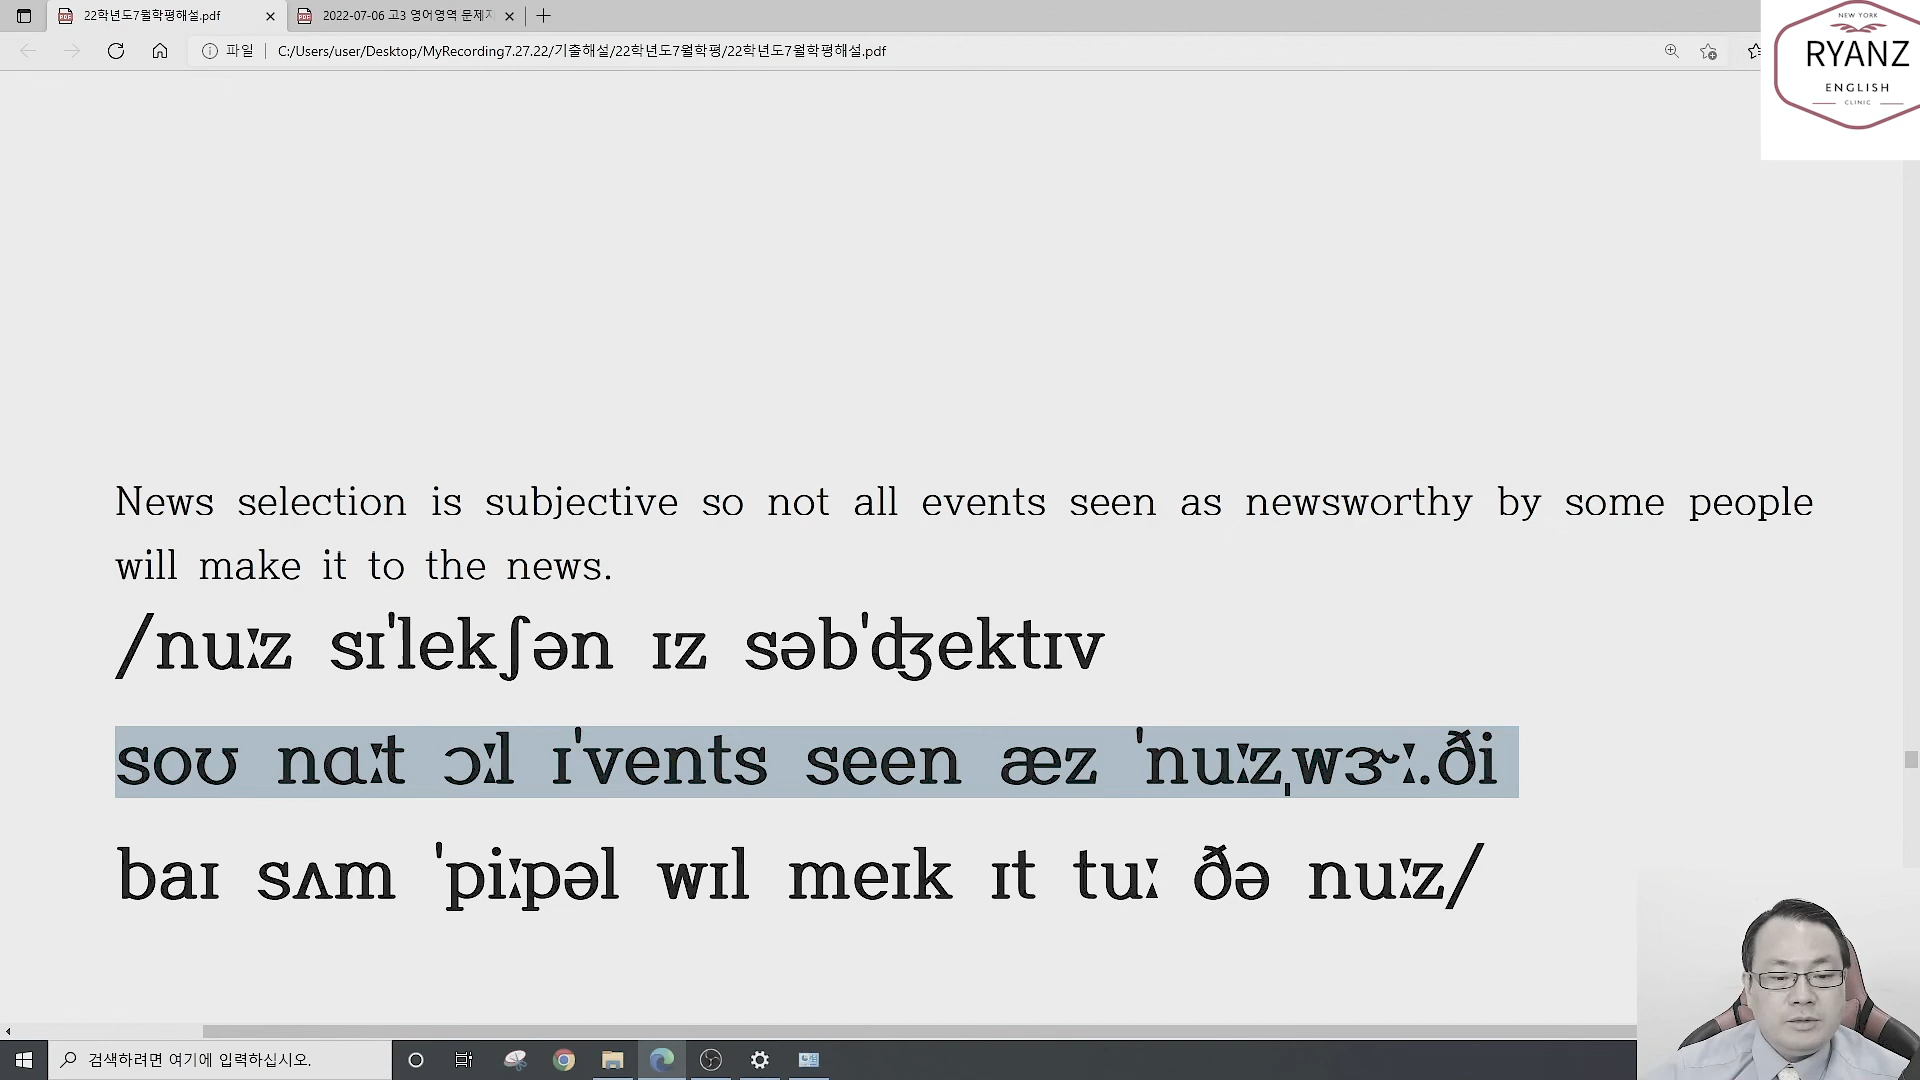 22학년도7월학평해설.pdf
2022-07-06 고3 영어영역 문제지
파일
C:/Users/user/Desktop/MyRecording7.27.22/기출해설/22학년도7월학평/22학년도7월학평해설.pdf
NEW YORK
RYANZ
ENGLISH
CLINIC
News selection is subjective so not all events seen as newsworthy by some people
will make it to the news.
/nuːz sɪˈlekʃən ɪz səbˈʤektɪv
soʊ nɑːt ɔːl ɪˈvents seen æz ˈnuːzˌwɝː.ði
baɪ sʌm ˈpiːpəl wɪl meɪk ɪt tuː ðə nuːz/
검색하려면 여기에 입력하십시오.